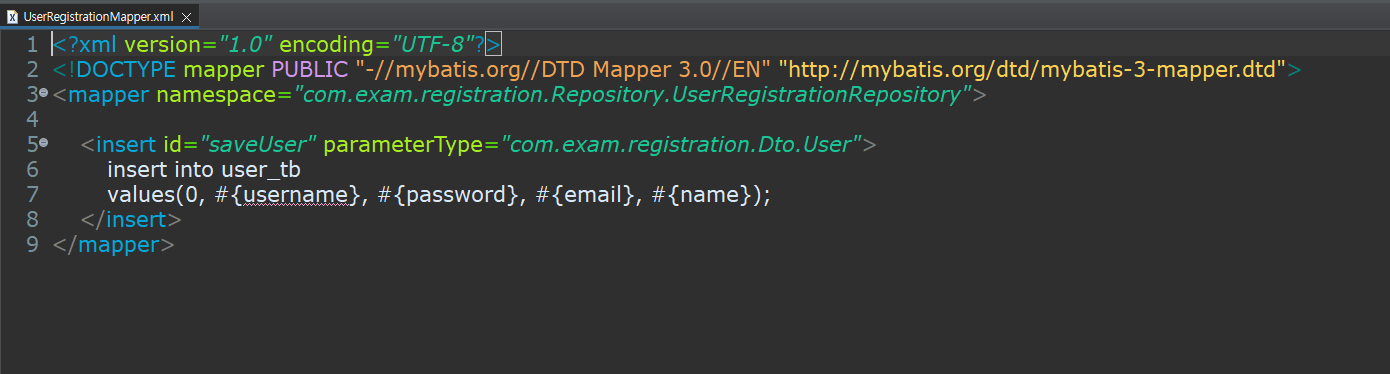 UserRegistrationMapper.xml
1 <?xml version="1.0" encoding="UTF-8"?>
2 <!DOCTYPE mapper PUBLIC "-//mybatis.org//DTD Mapper 3.0//EN" "http://mybatis.org/dtd/mybatis-3-mapper.dtd">
3 <mapper namespace="com.exam.registration.Repository.UserRegistrationRepository">
4
5 <insert id="saveUser" parameterType="com.exam.registration.Dto.User">
6 insert into user_tb
7 values(0, #{username}, #{password}, #{email}, #{name});
8 </insert>
9 </mapper>